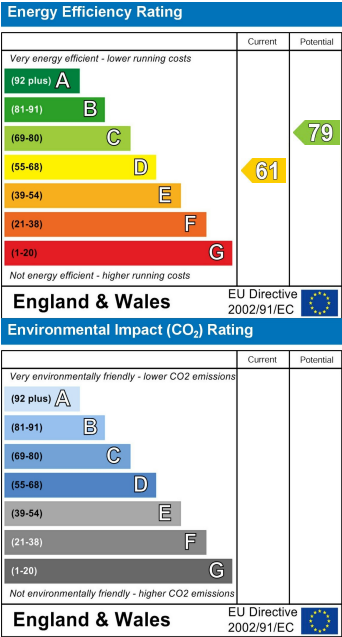 Energy Efficiency Rating
Current Potential
Very energy efficient - lower running costs
(92 plus) A
(81-91) B
(69-80) C
79
(55-68) D
61
(39-54) E
(21-38) F
(1-20) G
Not energy efficient - higher running costs
England & Wales
EU Directive
2002/91/EC
Environmental Impact (CO₂) Rating
Current Potential
Very environmentally friendly - lower CO2 emissions
(92 plus) A
(81-91) B
(69-80) C
(55-68) D
(39-54) E
(21-38) F
(1-20) G
Not environmentally friendly - higher CO2 emissions
England & Wales
EU Directive
2002/91/EC